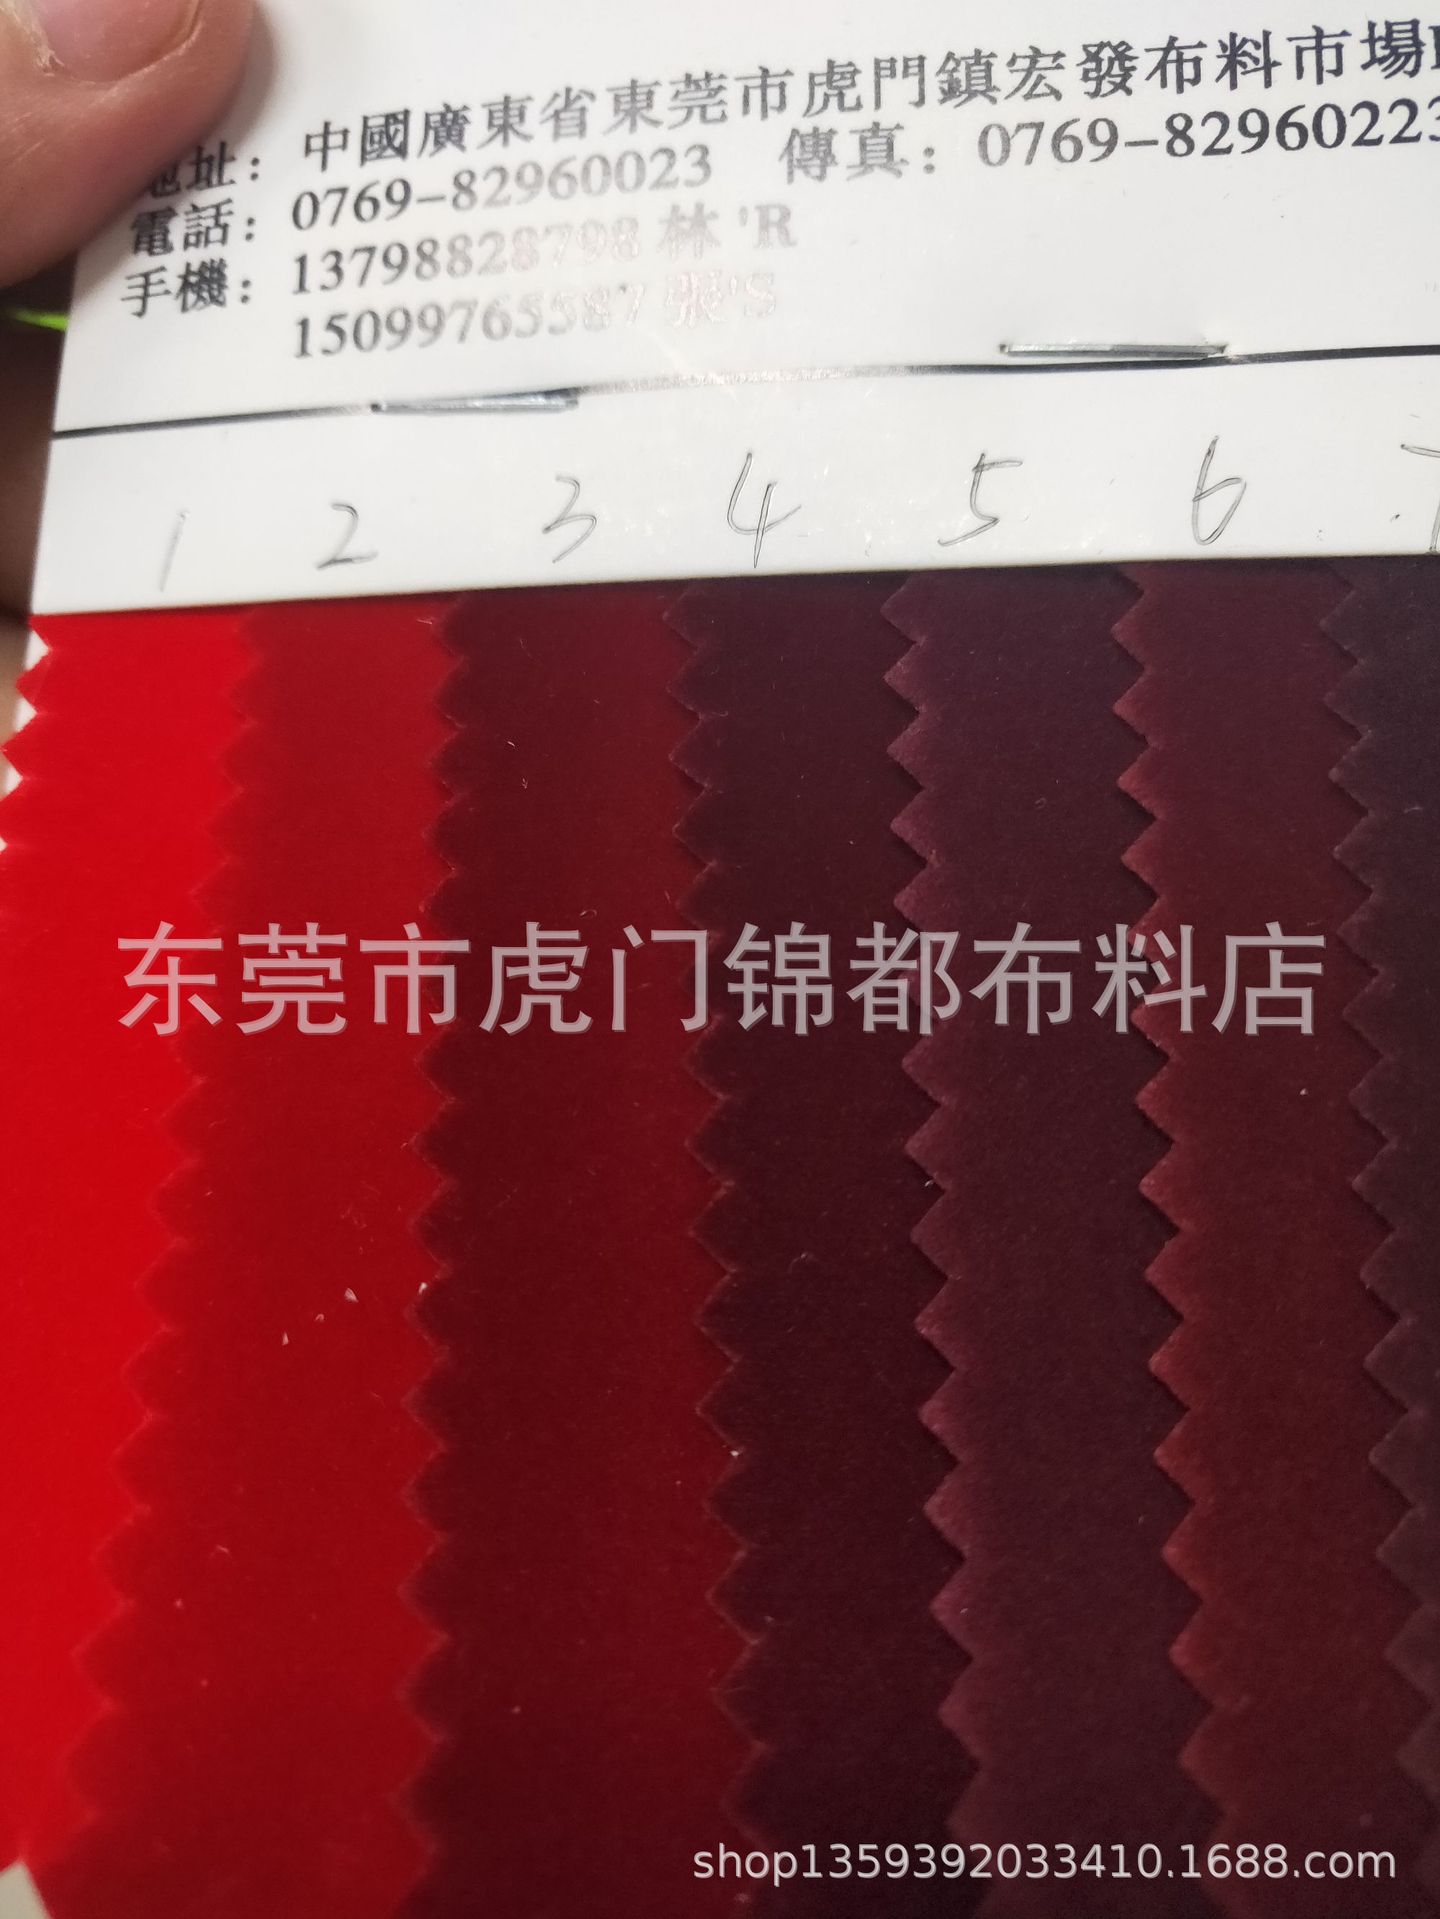 地址：中國廣東省東莞市虎門鎮宏發布料市場
電話：0769-82960023 傳真：0769-8296022
手機：13798828798 林'R
15099765587 張'S
1 2 3 4 5 6 7
东莞市虎门锦都布料店
shop1359392033410.1688.com